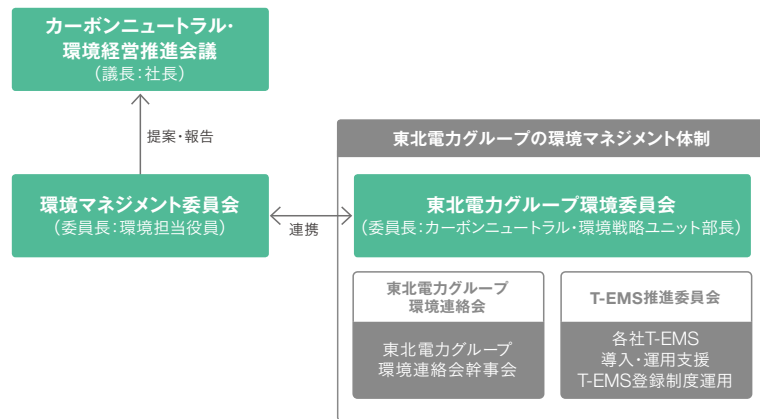 カーボンニュートラル・
環境経営推進会議
（議長：社長）
提案・報告
環境マネジメント委員会
（委員長：環境担当役員）
連携
東北電力グループの環境マネジメント体制
東北電力グループ環境委員会
（委員長：カーボンニュートラル・環境戦略ユニット部長）
東北電力グループ
環境連絡会
東北電力グループ
環境連絡会幹事会
T-EMS推進委員会
各社T-EMS
導入・運用支援
T-EMS登録制度運用